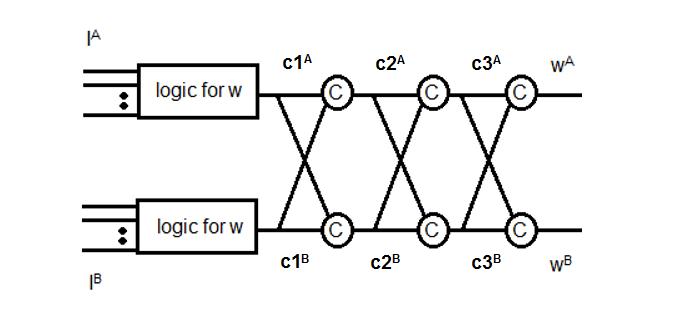 I^A
c1^A c2^A c3^A w^A
logic for w C C C
logic for w C C C
c1^B c2^B c3^B w^B
I^B